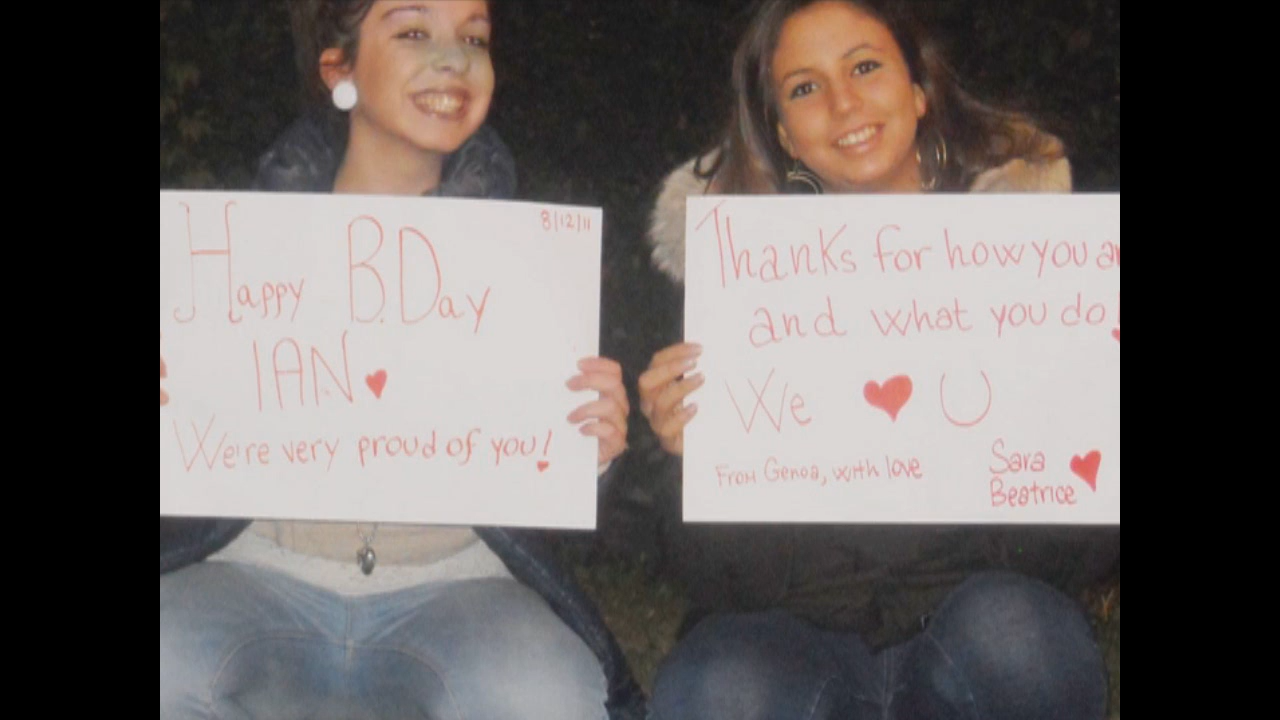 8/12/11
Happy B.Day
IAN
We're very proud of you!
Thanks for how you
and what you do!
We ♥ U
From Genoa, with love
Sara
Beatrice